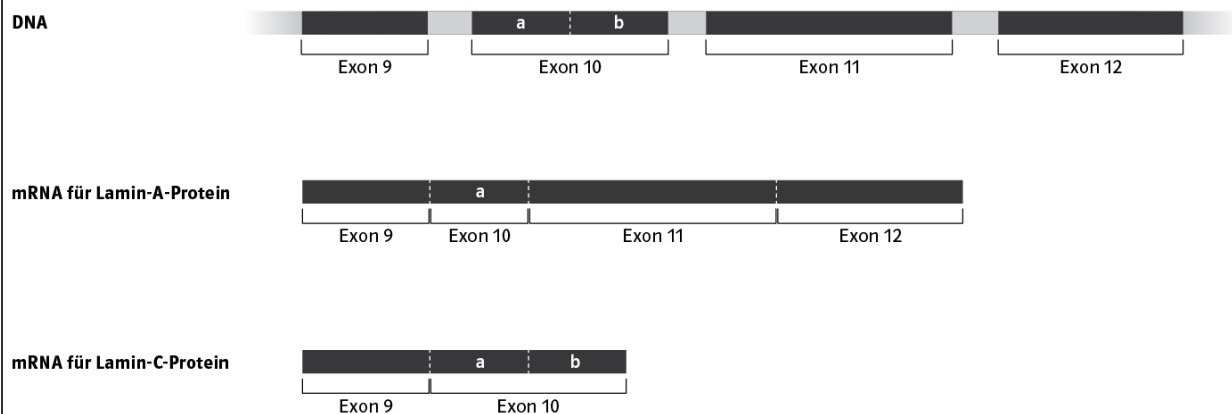 DNA
a b
Exon 9 Exon 10 Exon 11 Exon 12
mRNA für Lamin-A-Protein
a
Exon 9 Exon 10 Exon 11 Exon 12
mRNA für Lamin-C-Protein
a b
Exon 9 Exon 10